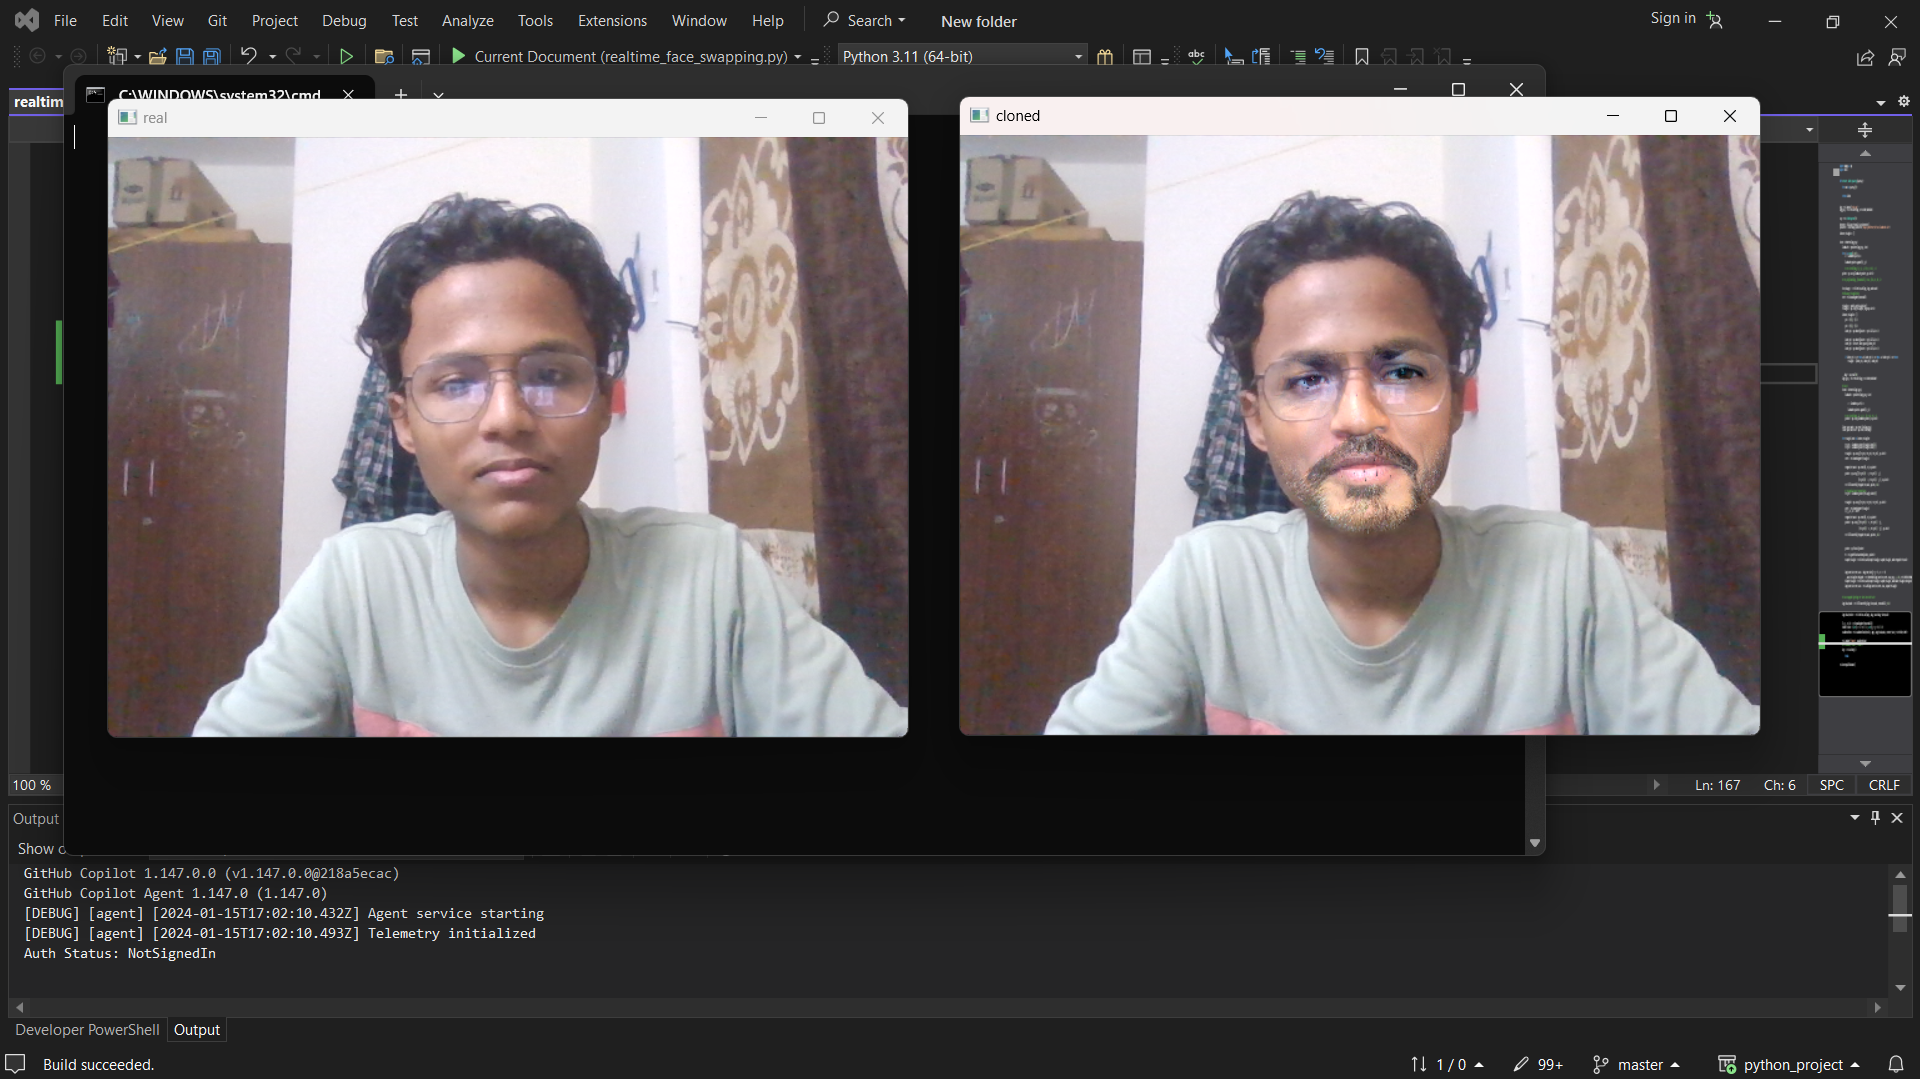 File Edit View Git Project Debug Test Analyze Tools Extensions Window Help Search New folder Sign in
Current Document (realtime_face_swapping.py) Python 3.11 (64-bit)
C:\WINDOWS\system32\cmd
realtim
real
cloned
100 % Ln: 167 Ch: 6 SPC CRLF
Output
Show
GitHub Copilot 1.147.0.0 (v1.147.0.0@218a5ecac)
GitHub Copilot Agent 1.147.0 (1.147.0)
[DEBUG] [agent] [2024-01-15T17:02:10.432Z] Agent service starting
[DEBUG] [agent] [2024-01-15T17:02:10.493Z] Telemetry initialized
Auth Status: NotSignedIn
Developer PowerShell Output
Build succeeded. 1 / 0 99+ master python_project